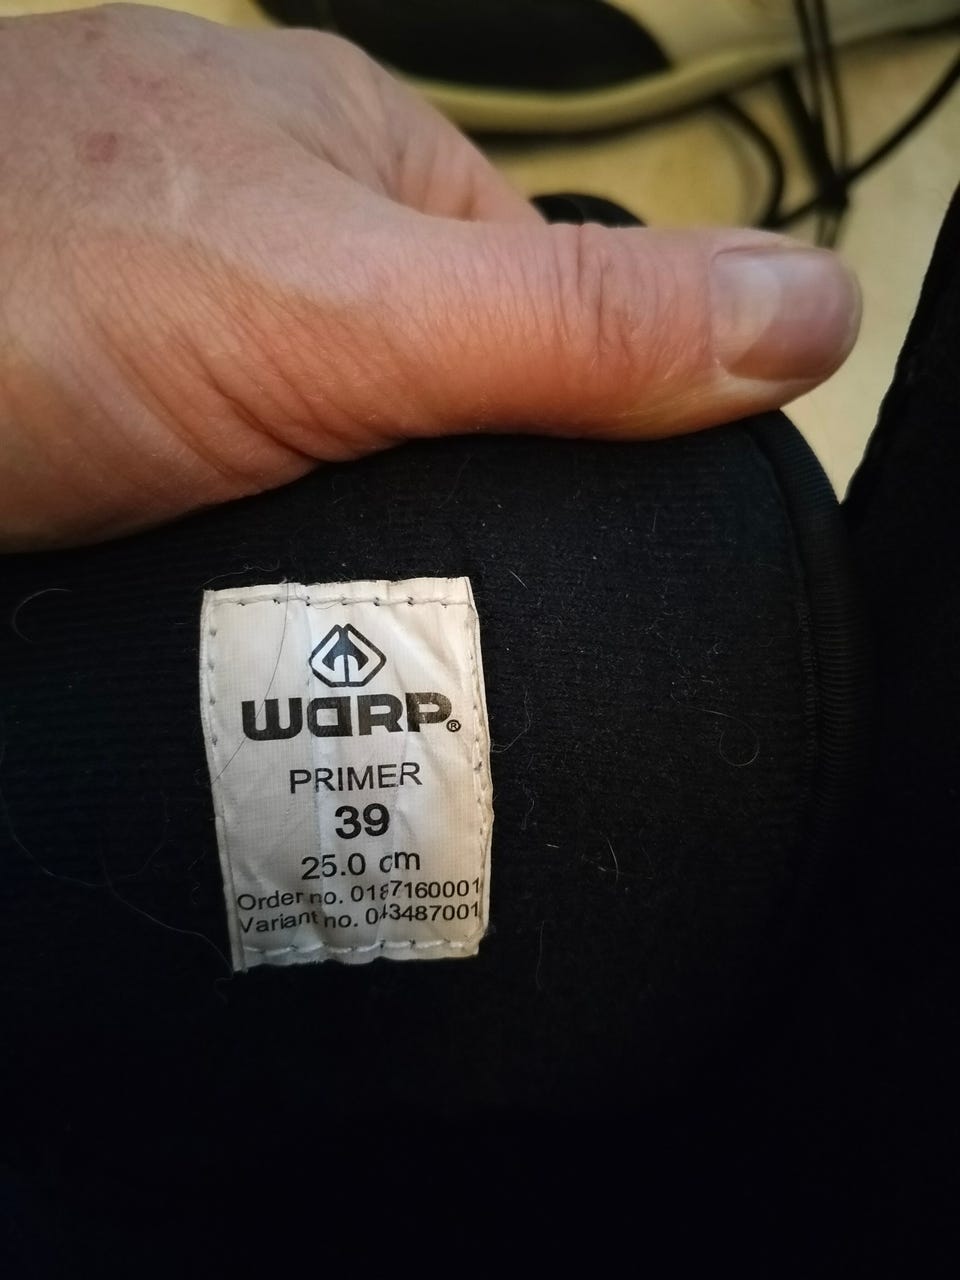 WARP®
PRIMER
39
25.0 cm
Order no. 0187160001
Variant no. 043487001